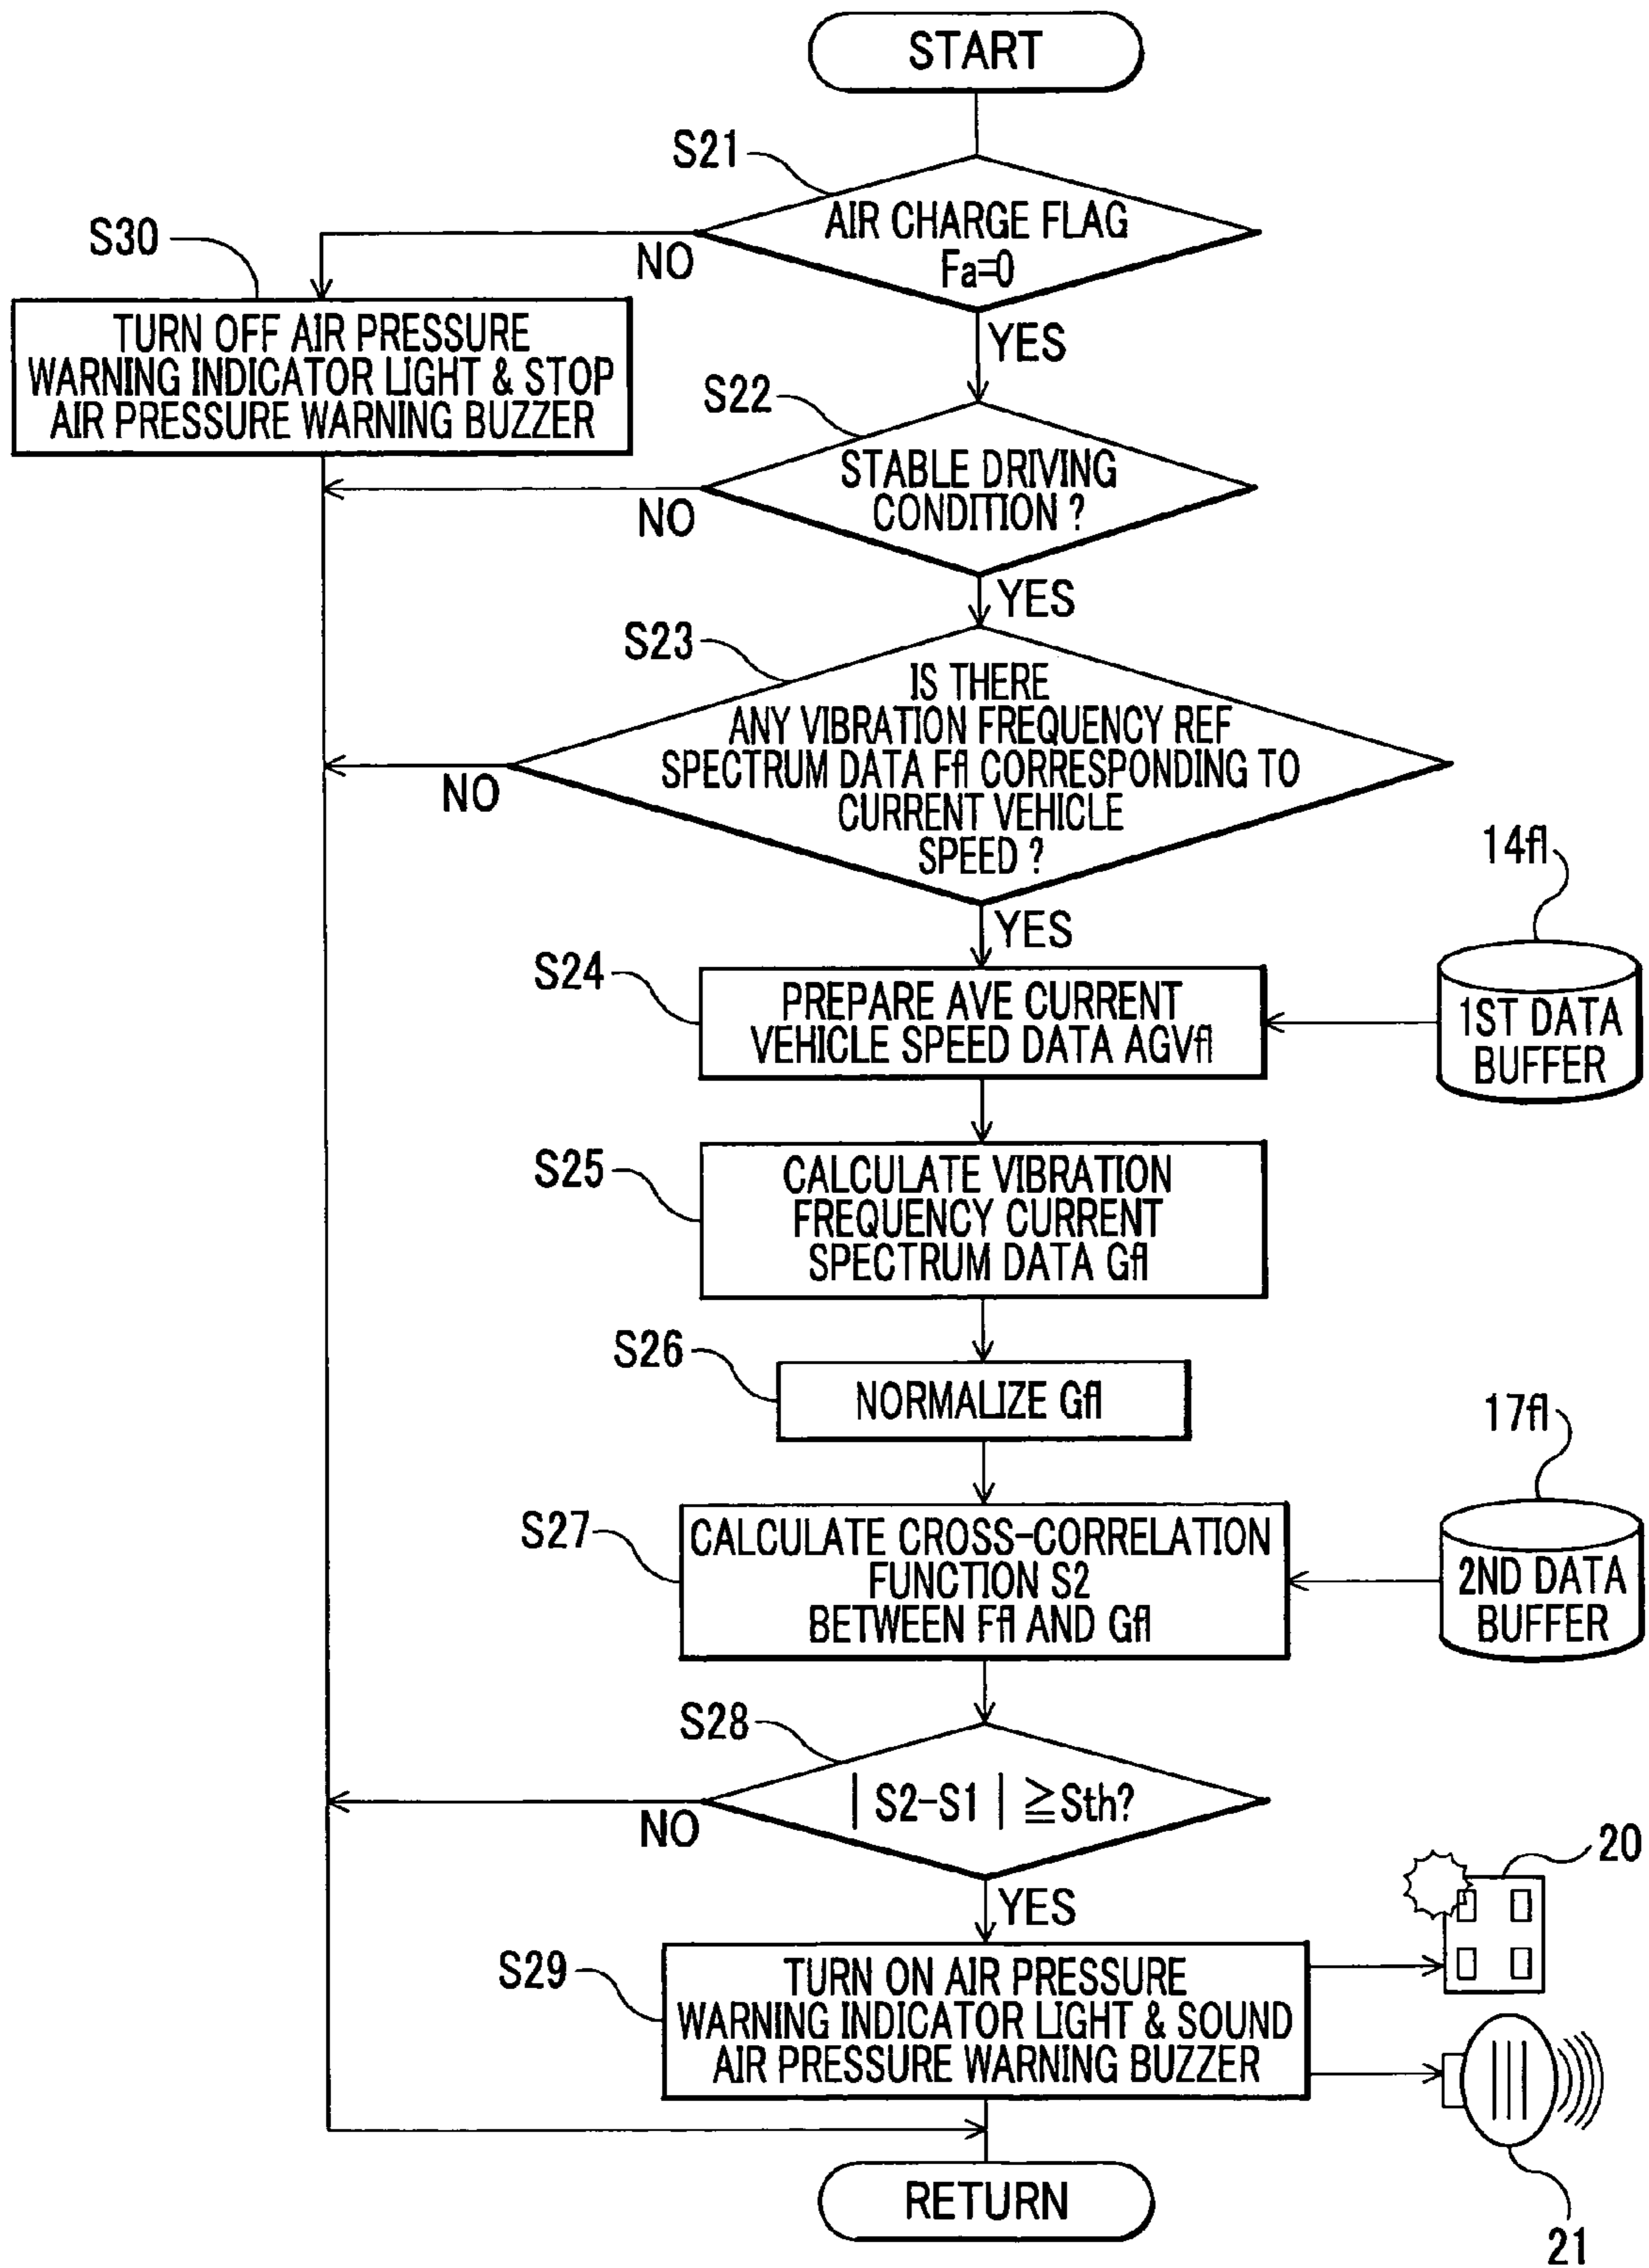 START
S21
AIR CHARGE FLAG
Fa=0
NO
YES
S30
TURN OFF AIR PRESSURE
WARNING INDICATOR LIGHT & STOP
AIR PRESSURE WARNING BUZZER
S22
STABLE DRIVING
CONDITION ?
NO
YES
S23
IS THERE
ANY VIBRATION FREQUENCY REF
SPECTRUM DATA Ffl CORRESPONDING TO
CURRENT VEHICLE
SPEED ?
NO
YES
14fl
S24
PREPARE AVE CURRENT
VEHICLE SPEED DATA AGVfl
1ST DATA
BUFFER
S25
CALCULATE VIBRATION
FREQUENCY CURRENT
SPECTRUM DATA Gfl
S26
NORMALIZE Gfl
17fl
S27
CALCULATE CROSS-CORRELATION
FUNCTION S2
BETWEEN Ffl AND Gfl
2ND DATA
BUFFER
S28
| S2-S1 | ≧Sth?
NO
YES
20
S29
TURN ON AIR PRESSURE
WARNING INDICATOR LIGHT & SOUND
AIR PRESSURE WARNING BUZZER
RETURN
21